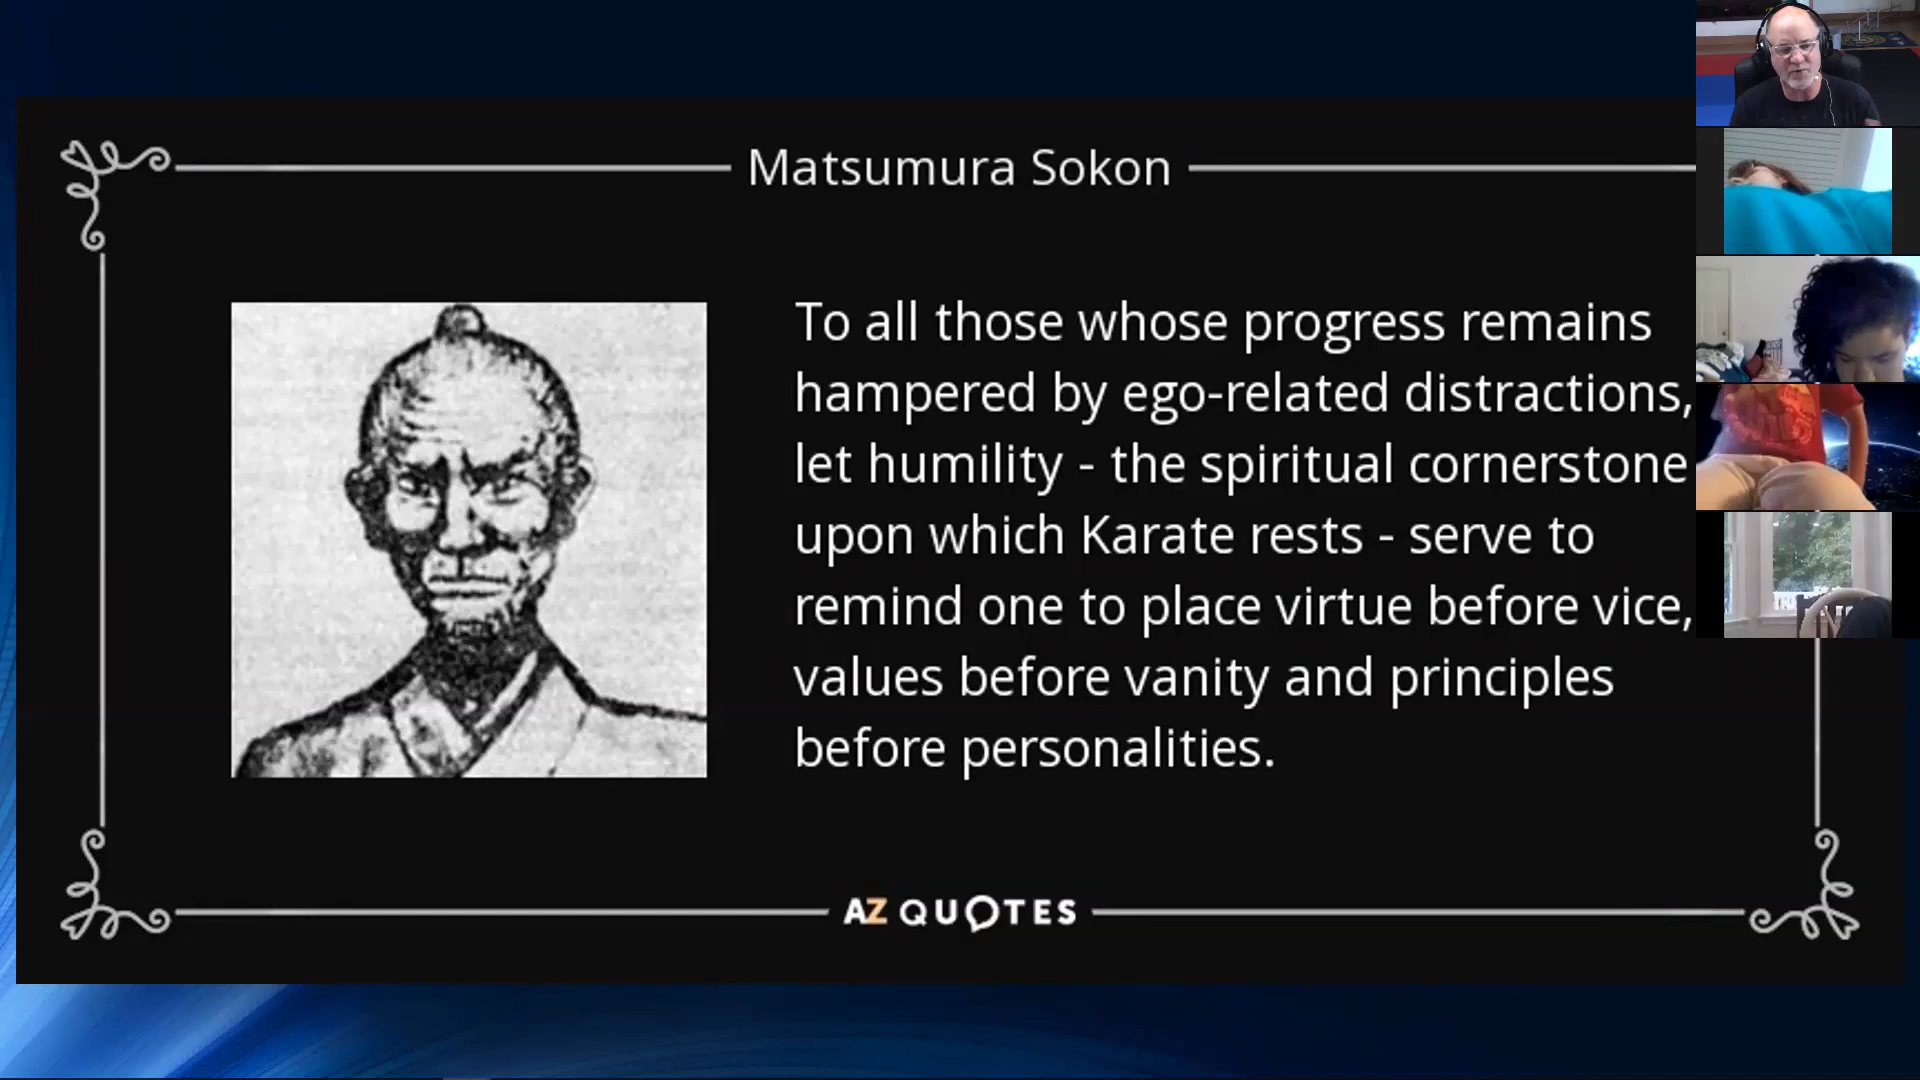 Matsumura Sokon
To all those whose progress remains
hampered by ego-related distractions,
let humility - the spiritual cornerstone
upon which Karate rests - serve to
remind one to place virtue before vice,
values before vanity and principles
before personalities.
AZ QUOTES